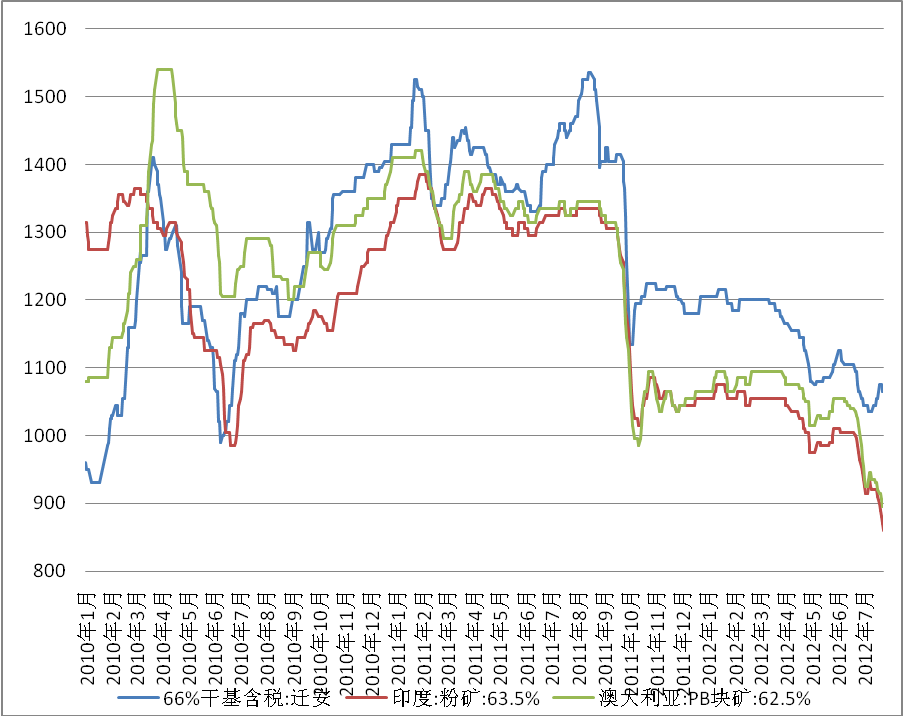 1600
1500
1400
1300
1200
1100
1000
900
800
2010年1月
2010年2月
2010年3月
2010年4月
2010年5月
2010年6月
2010年7月
2010年8月
2010年9月
2010年10月
2010年11月
2010年12月
2011年1月
2011年2月
2011年3月
2011年4月
2011年5月
2011年6月
2011年7月
2011年8月
2011年9月
2011年10月
2011年11月
2011年12月
2012年1月
2012年2月
2012年3月
2012年4月
2012年5月
2012年6月
2012年7月
66%干基含税:迁安
印度:粉矿:63.5%
澳大利亚:PB块矿:62.5%